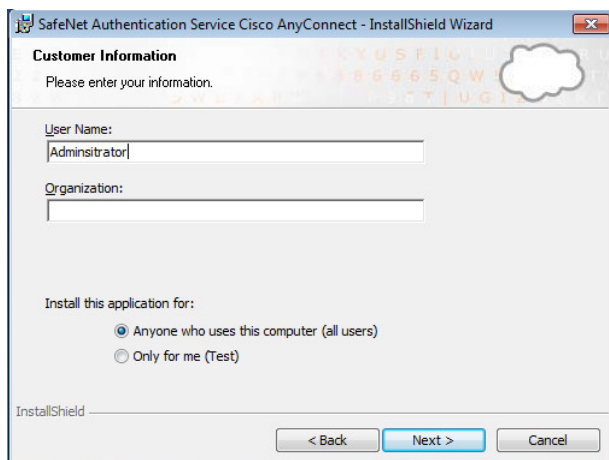 SafeNet Authentication Service Cisco AnyConnect - InstallShield Wizard
Customer Information
Please enter your information.
User Name:
Adminsitrator
Organization:
Install this application for:
Anyone who uses this computer (all users)
Only for me (Test)
InstallShield
< Back
Next >
Cancel